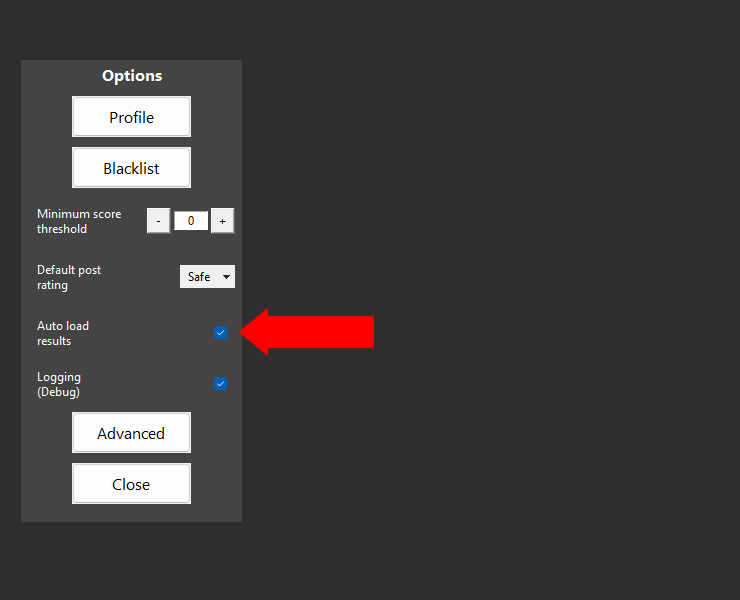 Options
Profile
Blacklist
Minimum score
threshold
- 0 +
Default post
rating
Safe
Auto load
results
Logging
(Debug)
Advanced
Close